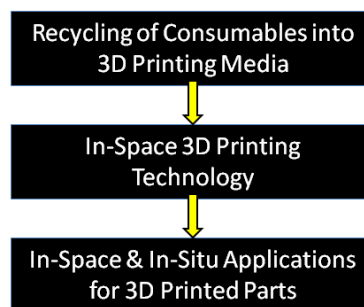 Recycling of Consumables into
3D Printing Media
In-Space 3D Printing
Technology
In-Space & In-Situ Applications
for 3D Printed Parts